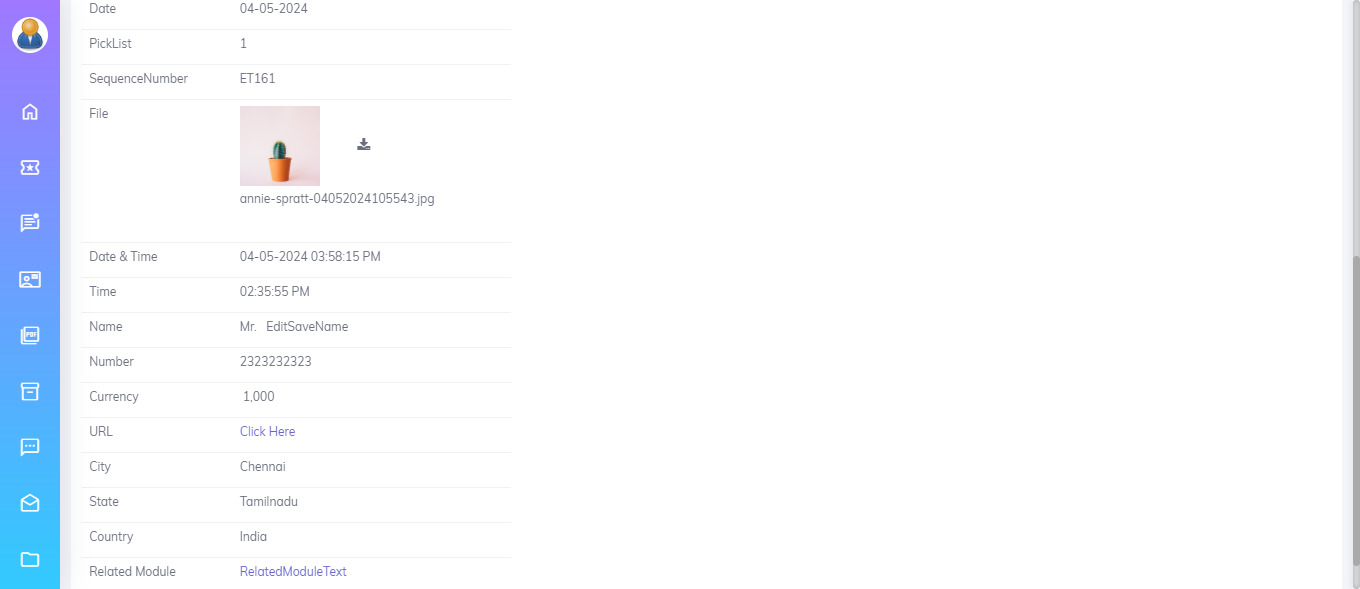 Date 04-05-2024
PickList 1
SequenceNumber ET161
File
annie-spratt-04052024105543.jpg
Date & Time 04-05-2024 03:58:15 PM
Time 02:35:55 PM
Name Mr. EditSaveName
Number 2323232323
Currency 1,000
URL Click Here
City Chennai
State Tamilnadu
Country India
Related Module RelatedModuleText
PDF